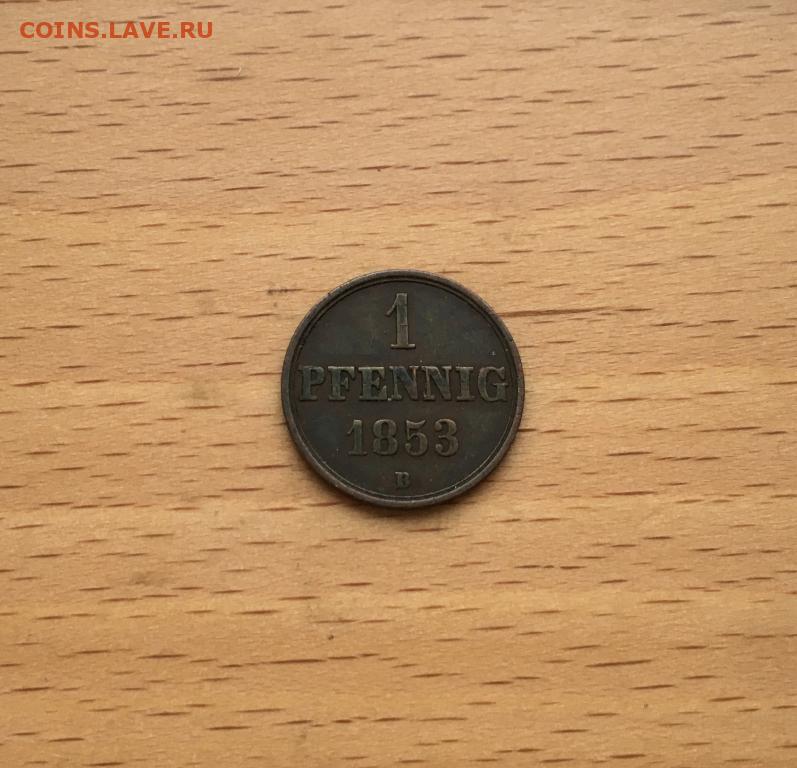 COINS.LAVE.RU
1
PFENNIG
1853
B